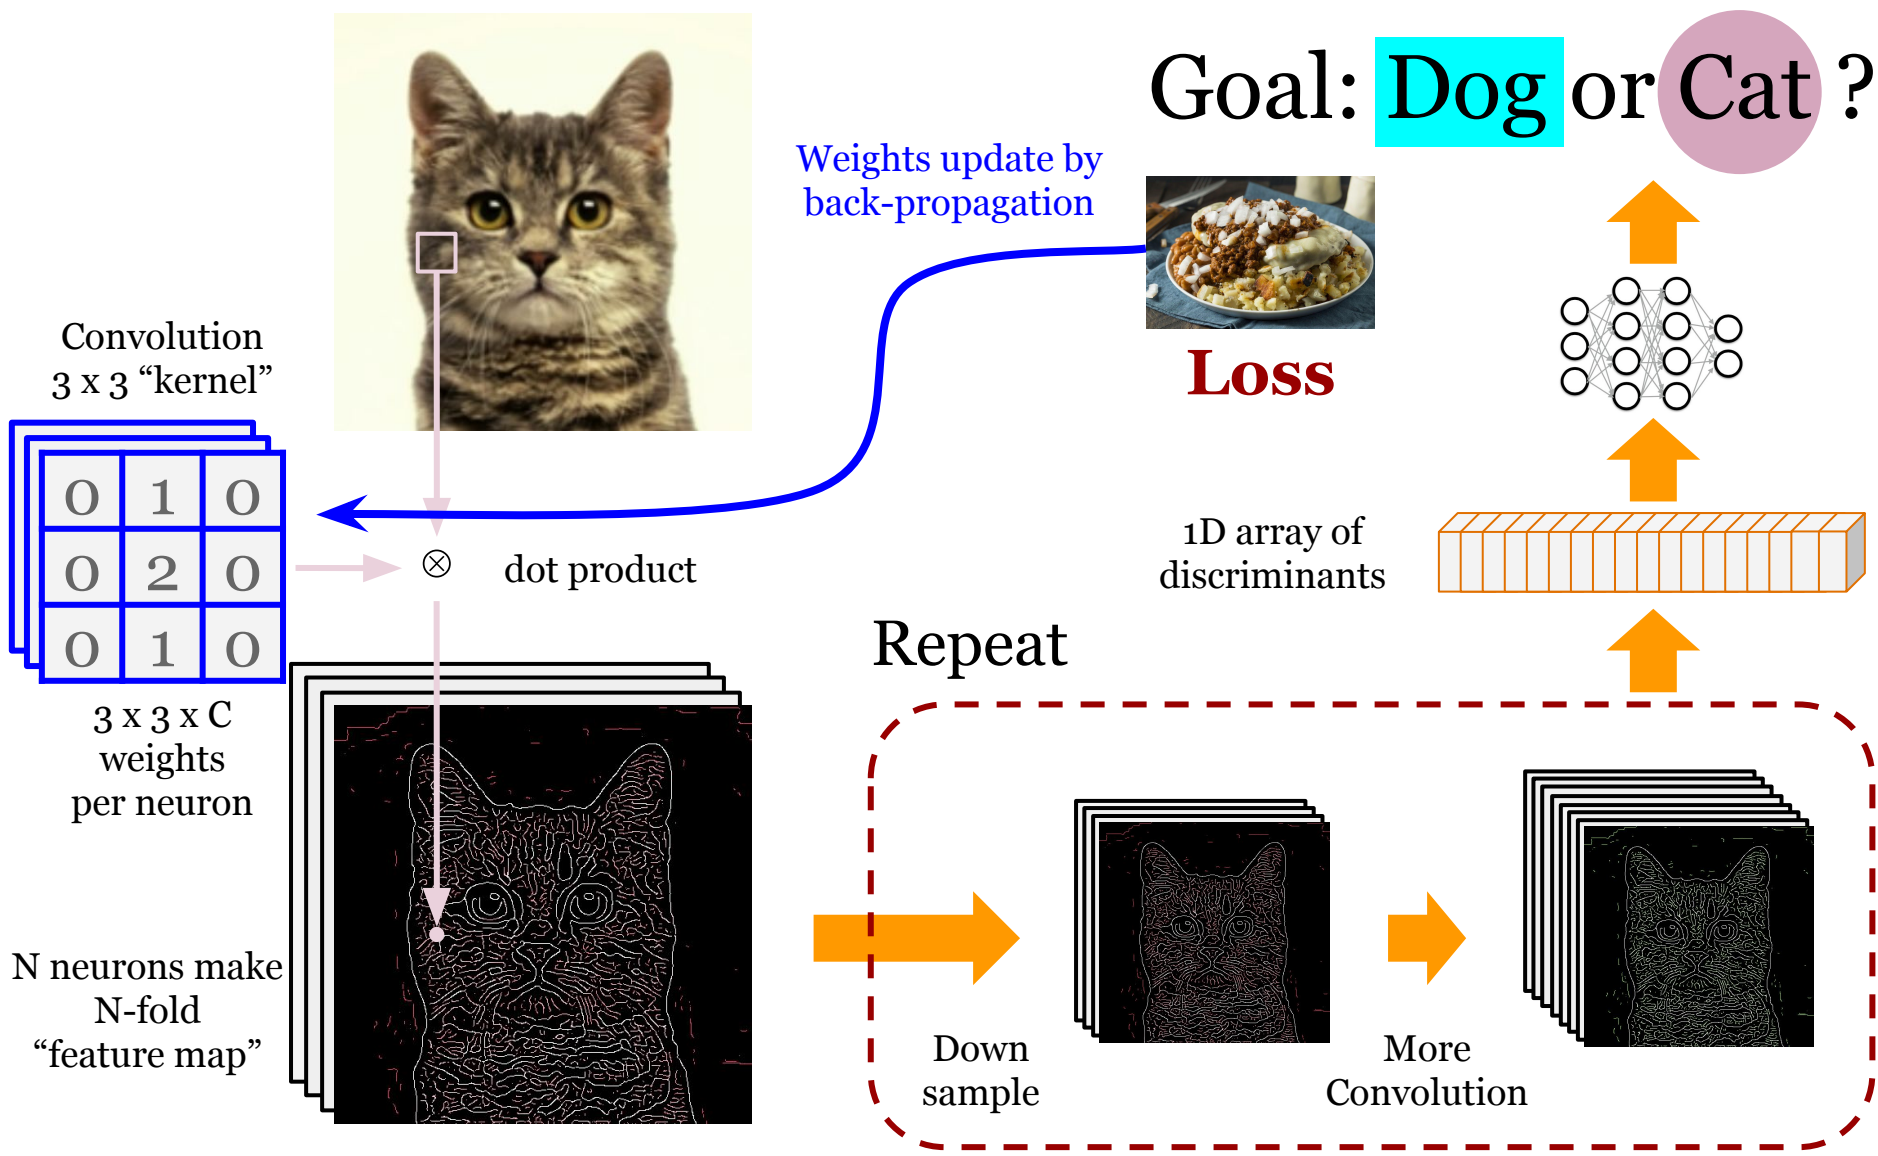 Goal: Dog or Cat ?
Weights update by
back-propagation
Loss
Convolution
3 x 3 “kernel”
0 1 0
0 2 0
0 1 0
dot product
3 x 3 x C
weights
per neuron
N neurons make
N-fold
“feature map”
1D array of
discriminants
Repeat
Down
sample
More
Convolution